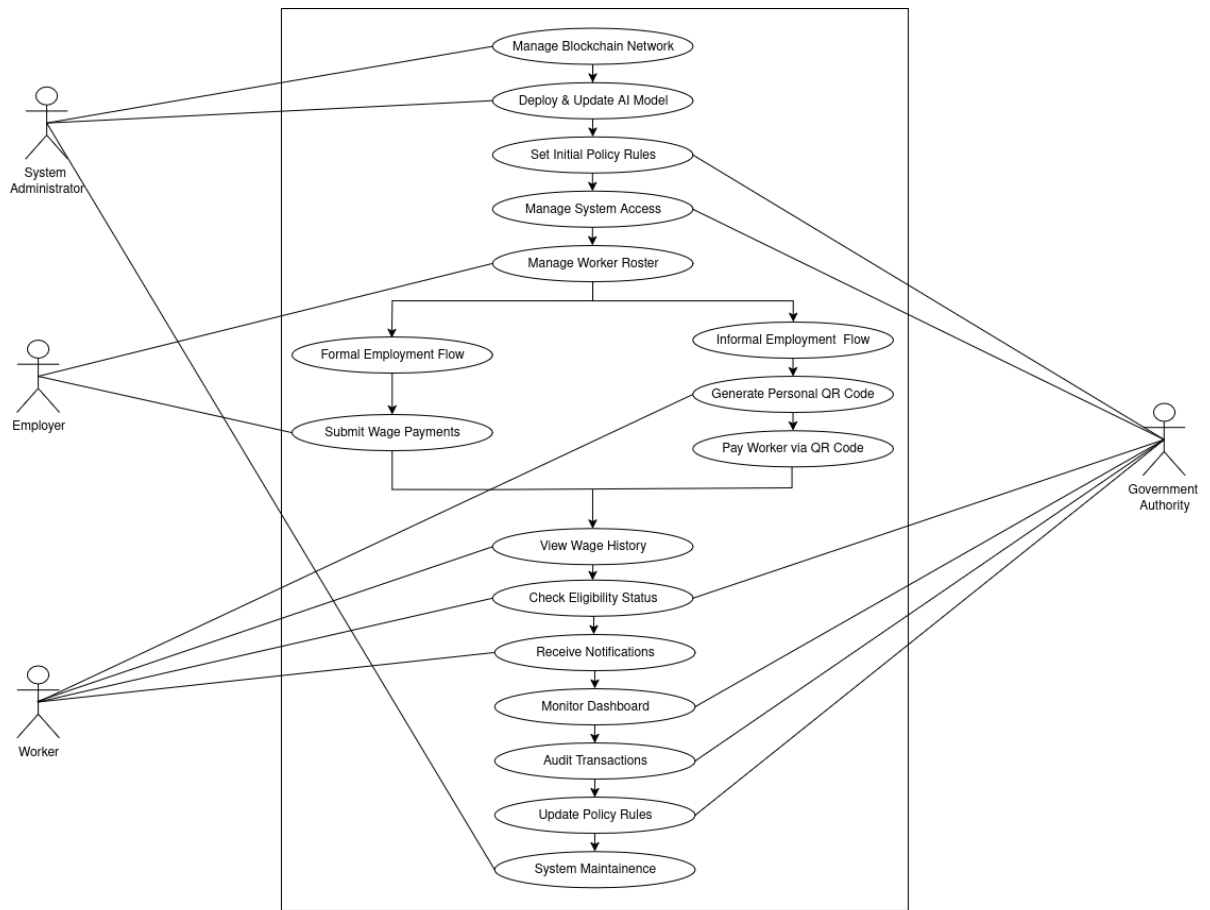 Manage Blockchain Network
Deploy & Update AI Model
Set Initial Policy Rules
System
Administrator
Manage System Access
Manage Worker Roster
Formal Employment Flow
Informal Employment Flow
Generate Personal QR Code
Employer
Submit Wage Payments
Pay Worker via QR Code
Government
Authority
View Wage History
Check Eligibility Status
Receive Notifications
Monitor Dashboard
Worker
Audit Transactions
Update Policy Rules
System Maintainence